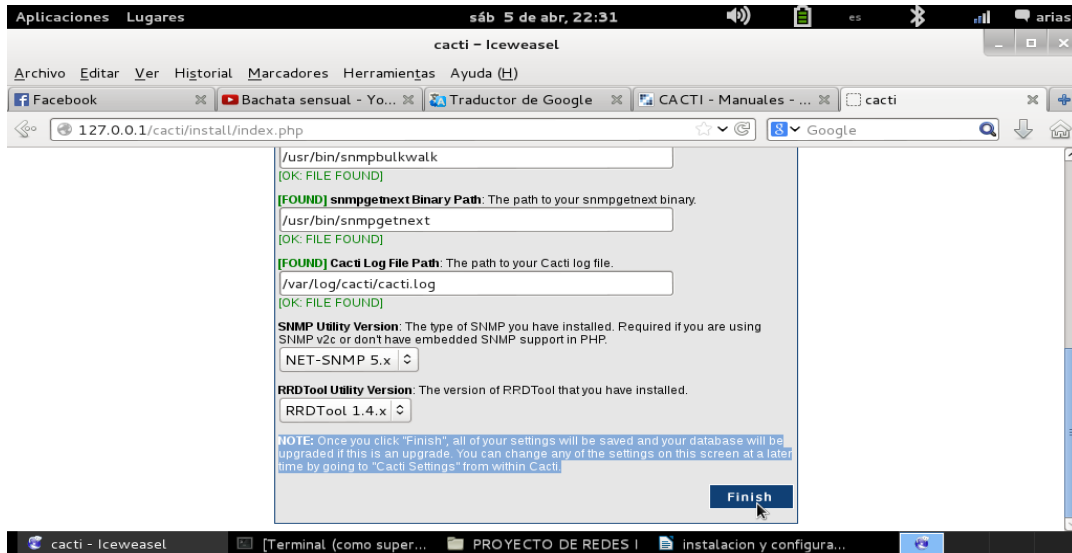 Aplicaciones Lugares sáb 5 de abr, 22:31 es arias
cacti - Iceweasel
Archivo Editar Ver Historial Marcadores Herramientas Ayuda (H)
Facebook Bachata sensual - Yo... Traductor de Google CACTI - Manuales - ... cacti
127.0.0.1/cacti/install/index.php Google
/usr/bin/snmpbulkwalk
[OK: FILE FOUND]
[FOUND] snmpgetnext Binary Path: The path to your snmpgetnext binary.
/usr/bin/snmpgetnext
[OK: FILE FOUND]
[FOUND] Cacti Log File Path: The path to your Cacti log file.
/var/log/cacti/cacti.log
[OK: FILE FOUND]
SNMP Utility Version: The type of SNMP you have installed. Required if you are using
SNMP v2c or don't have embedded SNMP support in PHP.
NET-SNMP 5.x
RRDTool Utility Version: The version of RRDTool that you have installed.
RRDTool 1.4.x
NOTE: Once you click "Finish", all of your settings will be saved and your database will be
upgraded if this is an upgrade. You can change any of the settings on this screen at a later
time by going to "Cacti Settings" from within Cacti.
Finish
cacti - Iceweasel [Terminal (como super... PROYECTO DE REDES I instalacion y configura...